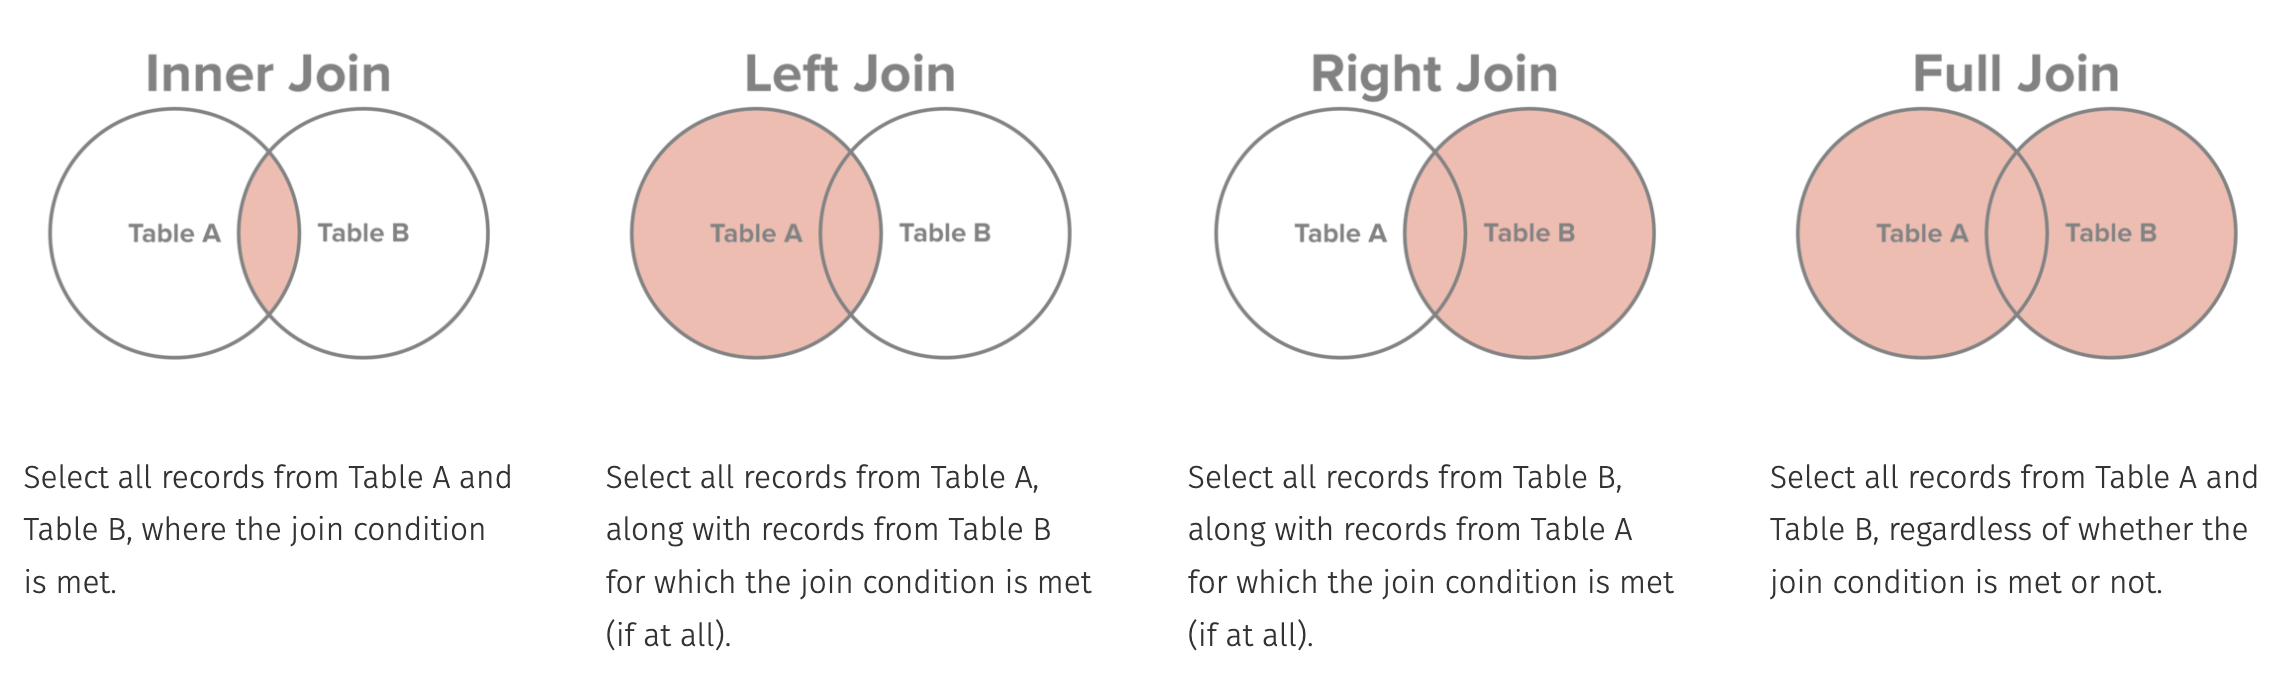 Inner Join
Table A
Table B
Select all records from Table A and
Table B, where the join condition
is met.
Left Join
Table A
Table B
Select all records from Table A,
along with records from Table B
for which the join condition is met
(if at all).
Right Join
Table A
Table B
Select all records from Table B,
along with records from Table A
for which the join condition is met
(if at all).
Full Join
Table A
Table B
Select all records from Table A and
Table B, regardless of whether the
join condition is met or not.